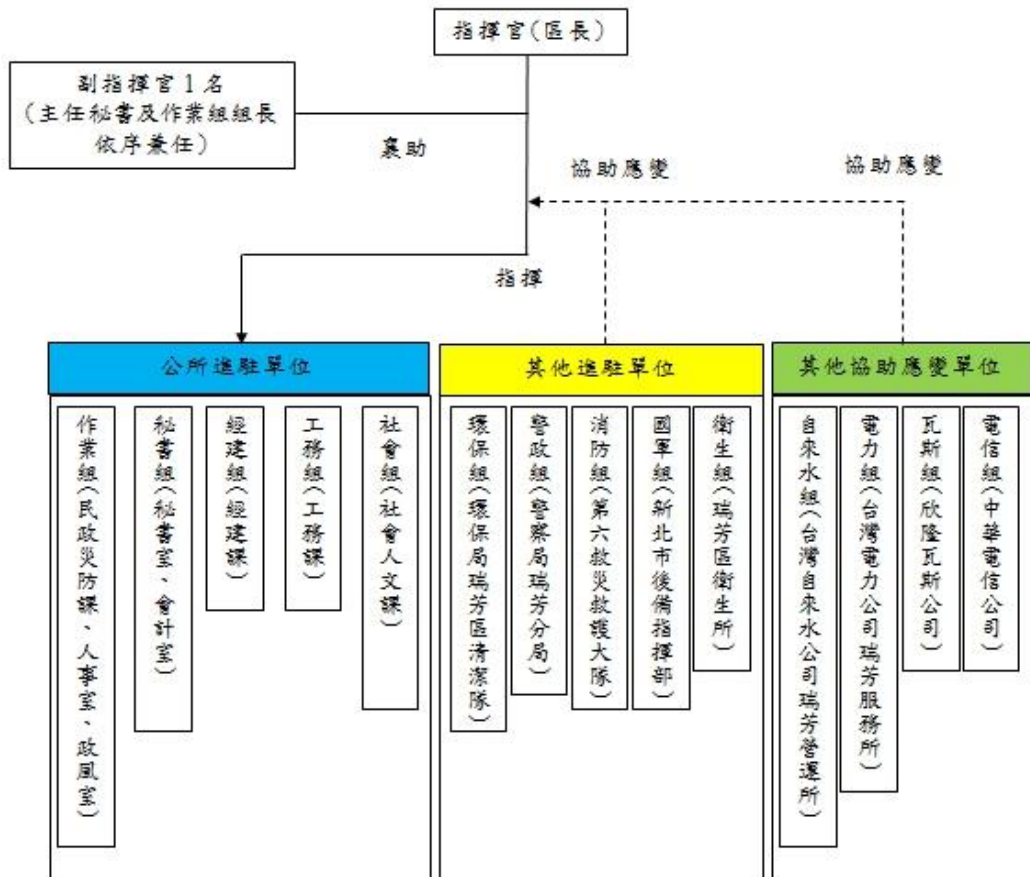 指揮官(區長)
副指揮官1名
(主任秘書及作業組組長
依序兼任)
襄助
協助應變
協助應變
指揮
公所進駐單位
其他進駐單位
其他協助應變單位
作業組(民政災防課、人事室、政風室)
秘書組(秘書室、會計室)
經建組(經建課)
工務組(工務課)
社會組(社會人文課)
環保組(環保局瑞芳區清潔隊)
警政組(警察局瑞芳分局)
消防組(第六救災救護大隊)
國軍組(新北市後備指揮部)
衛生組(瑞芳區衛生所)
自來水組(台灣自來水公司瑞芳營運所)
電力組(台灣電力公司瑞芳服務所)
瓦斯組(欣隆瓦斯公司)
電信組(中華電信公司)